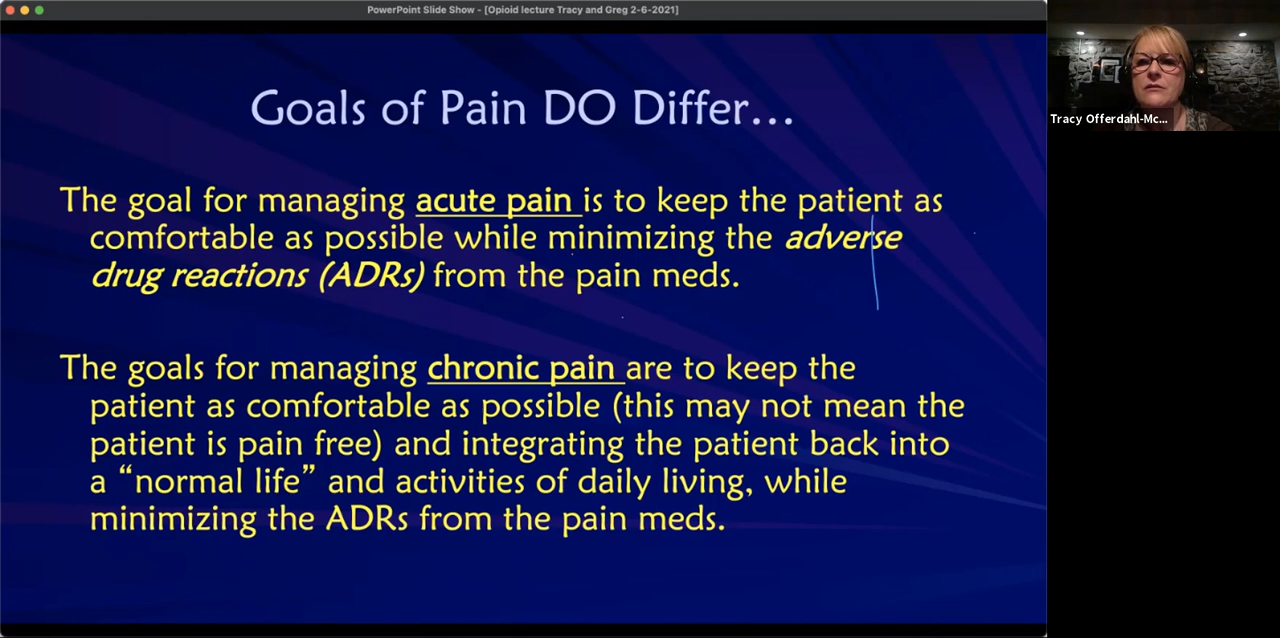 PowerPoint Slide Show - [Opioid lecture Tracy and Greg 2-6-2021]
Goals of Pain DO Differ...
The goal for managing acute pain is to keep the patient as
comfortable as possible while minimizing the adverse
drug reactions (ADRs) from the pain meds.
The goals for managing chronic pain are to keep the
patient as comfortable as possible (this may not mean the
patient is pain free) and integrating the patient back into
a “normal life” and activities of daily living, while
minimizing the ADRs from the pain meds.
Tracy Offerdahl-Mc...